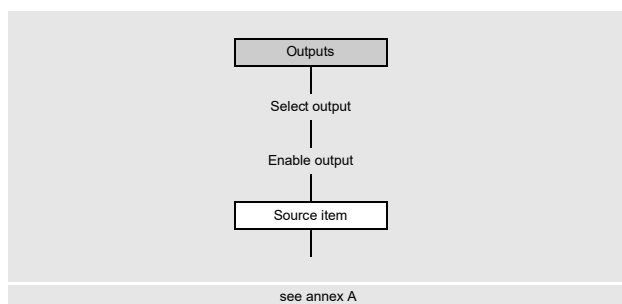 Outputs
Select output
Enable output
Source item
see annex A